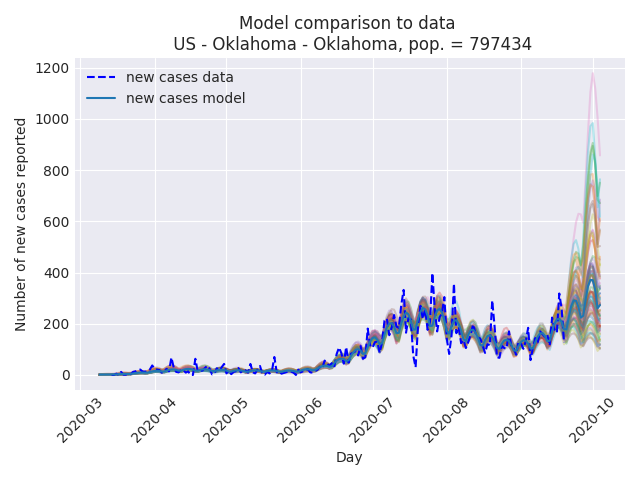 Model comparison to data
US - Oklahoma - Oklahoma, pop. = 797434
new cases data
new cases model
Number of new cases reported
1200
1000
800
600
400
200
0
2020-03
2020-04
2020-05
2020-06
2020-07
2020-08
2020-09
2020-10
Day